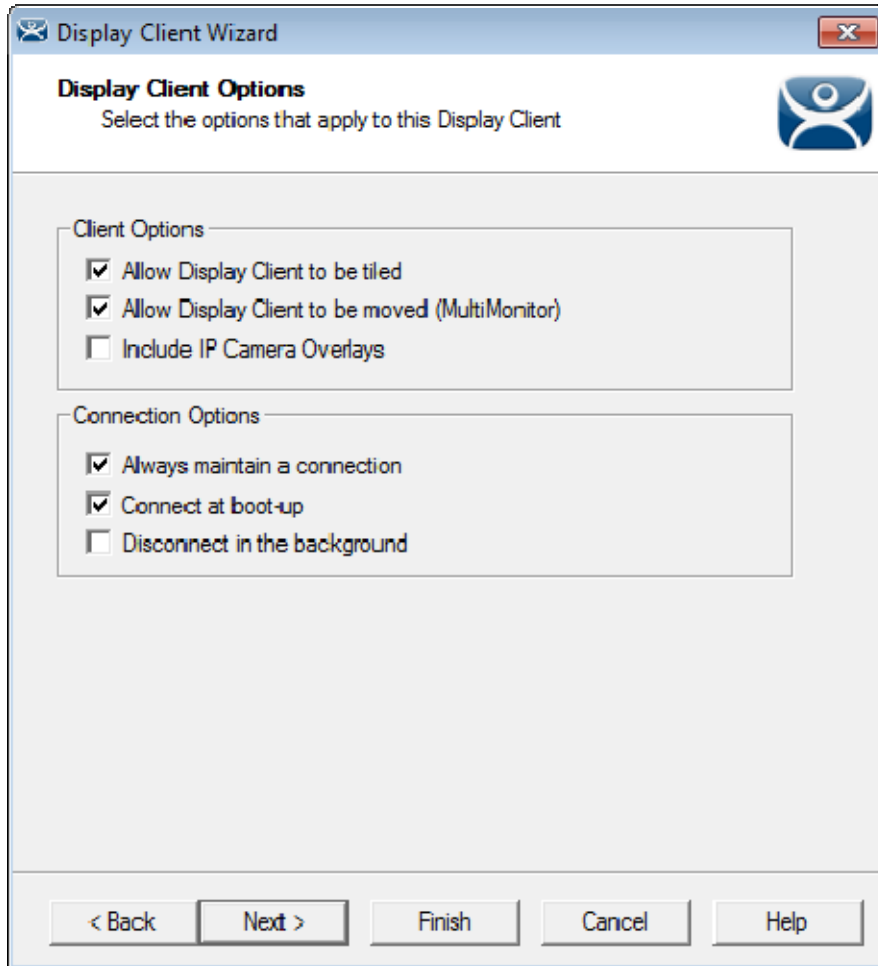 Display Client Wizard
Display Client Options
Select the options that apply to this Display Client
Client Options
Allow Display Client to be tiled
Allow Display Client to be moved (MultiMonitor)
Include IP Camera Overlays
Connection Options
Always maintain a connection
Connect at boot-up
Disconnect in the background
< Back Next > Finish Cancel Help